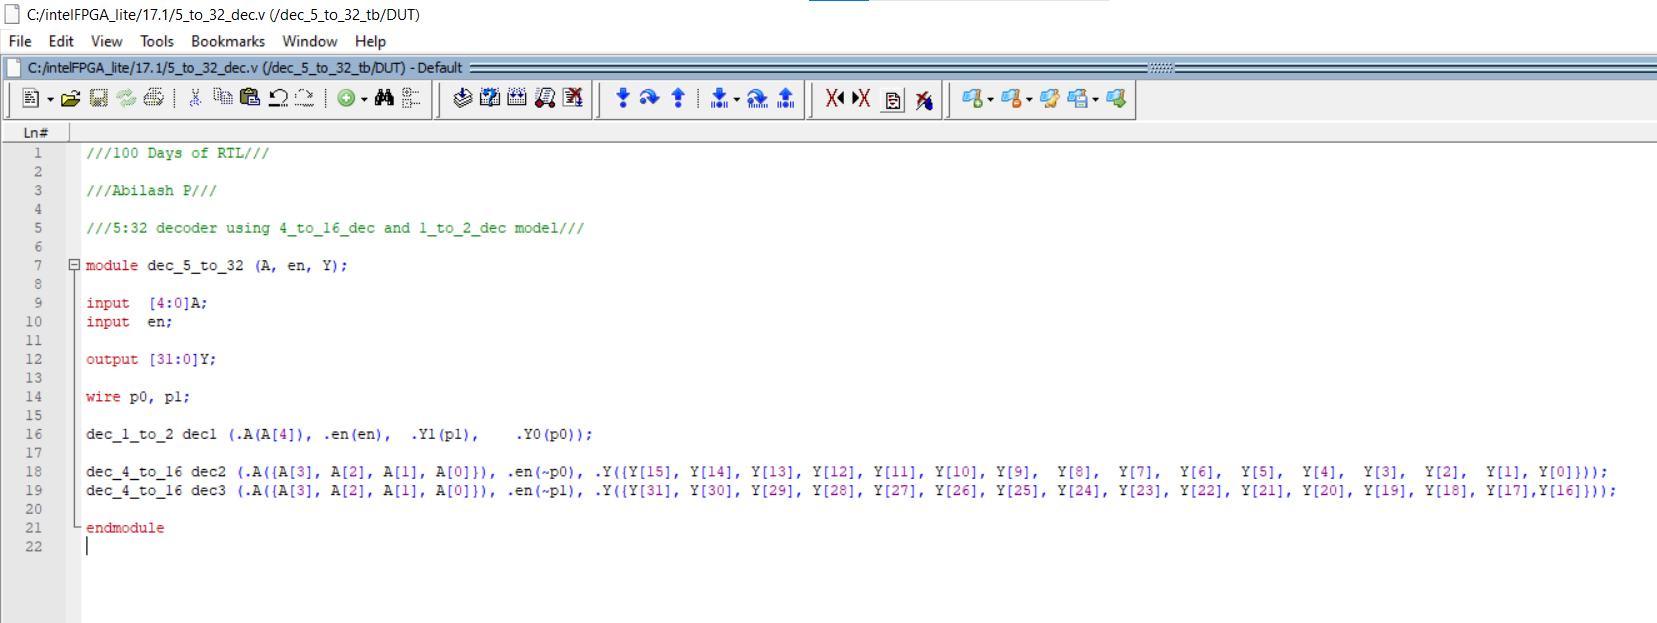 C:/intelFPGA_lite/17.1/5_to_32_dec.v (/dec_5_to_32_tb/DUT)
File Edit View Tools Bookmarks Window Help
C:/intelFPGA_lite/17.1/5_to_32_dec.v (/dec_5_to_32_tb/DUT) - Default
Ln#
1 ///100 Days of RTL///
2
3 ///Abilash P///
4
5 ///5:32 decoder using 4_to_16_dec and 1_to_2_dec model///
6
7 module dec_5_to_32 (A, en, Y);
8
9 input [4:0]A;
10 input en;
11
12 output [31:0]Y;
13
14 wire p0, p1;
15
16 dec_1_to_2 dec1 (.A(A[4]), .en(en), .Y1(p1), .Y0(p0));
17
18 dec_4_to_16 dec2 (.A({A[3], A[2], A[1], A[0]}), .en(~p0), .Y({Y[15], Y[14], Y[13], Y[12], Y[11], Y[10], Y[9], Y[8], Y[7], Y[6], Y[5], Y[4], Y[3], Y[2], Y[1], Y[0]}));
19 dec_4_to_16 dec3 (.A({A[3], A[2], A[1], A[0]}), .en(~p1), .Y({Y[31], Y[30], Y[29], Y[28], Y[27], Y[26], Y[25], Y[24], Y[23], Y[22], Y[21], Y[20], Y[19], Y[18], Y[17],Y[16]}));
20
21 endmodule
22